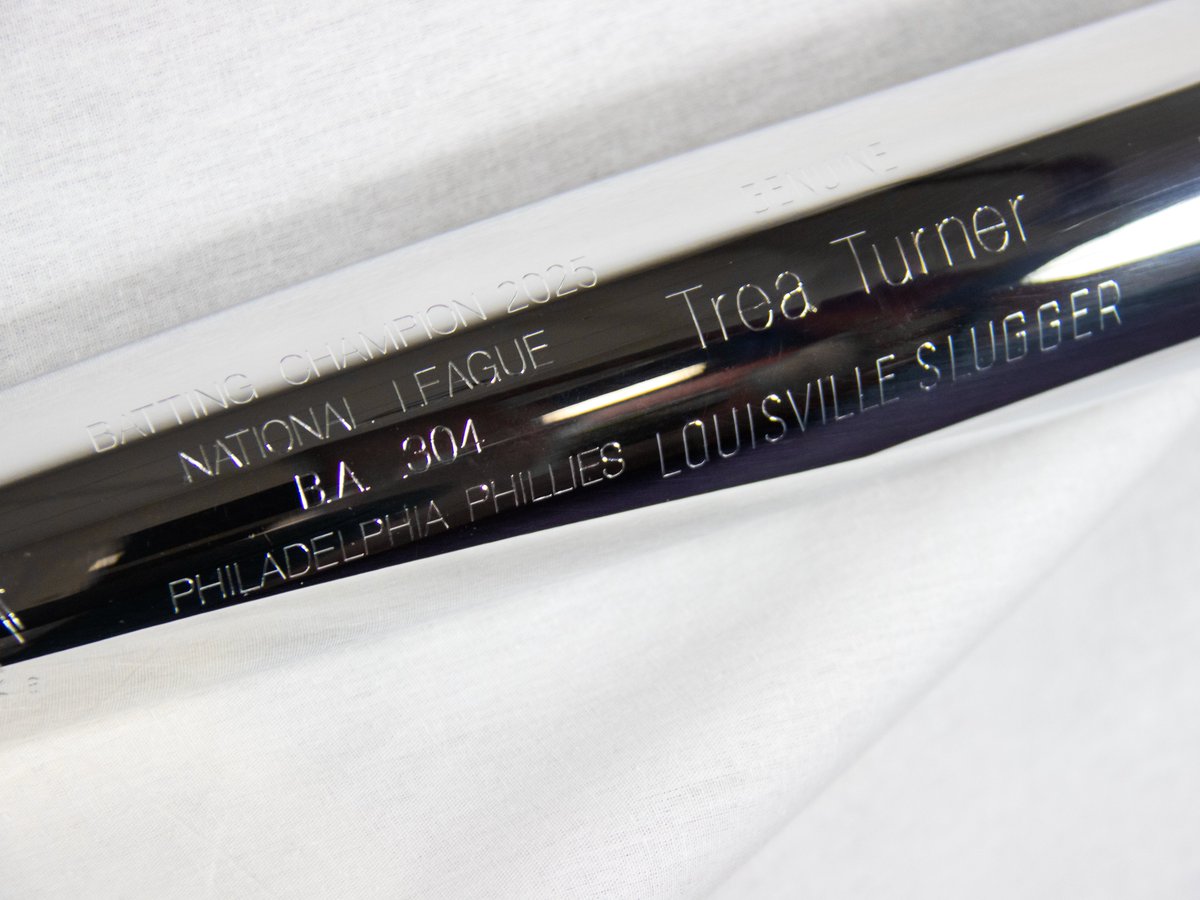 BATTING CHAMPION 2025
NATIONAL LEAGUE
B.A. 304
PHILADELPHIA PHILLIES
GENUINE
Trea Turner
LOUISVILLE SLUGGER